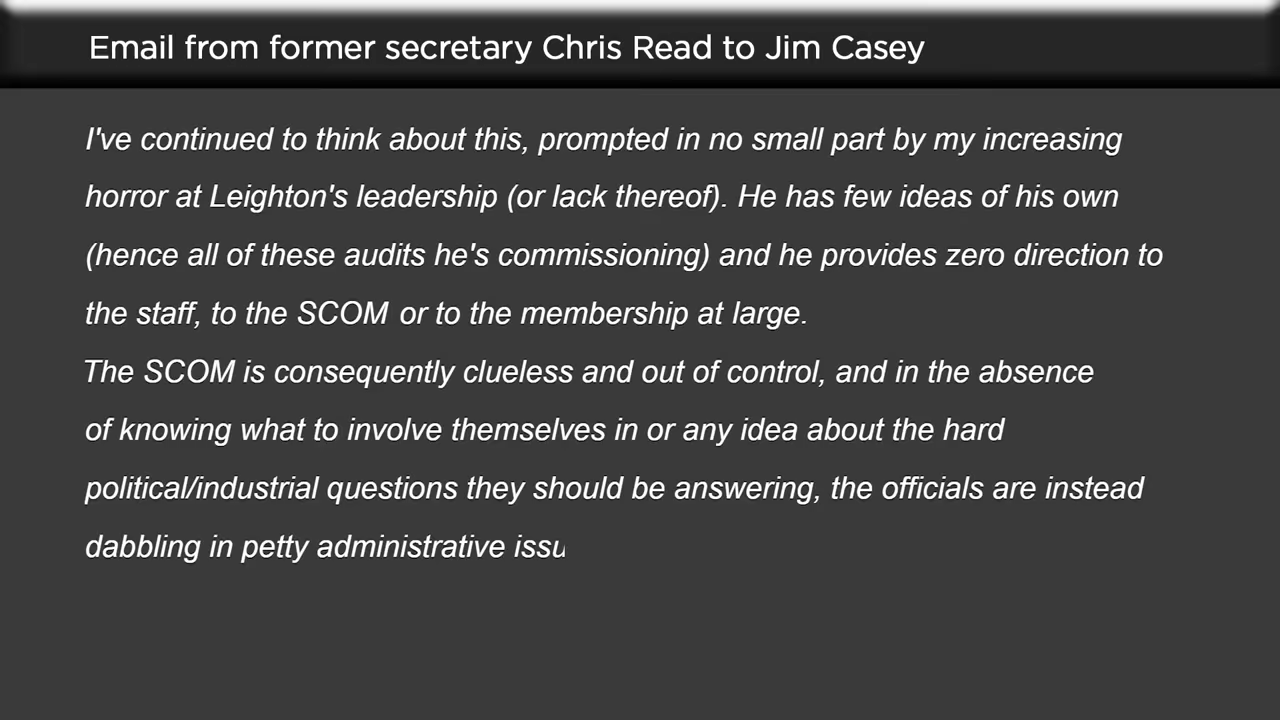 Email from former secretary Chris Read to Jim Casey
I've continued to think about this, prompted in no small part by my increasing
horror at Leighton's leadership (or lack thereof). He has few ideas of his own
(hence all of these audits he's commissioning) and he provides zero direction to
the staff, to the SCOM or to the membership at large.
The SCOM is consequently clueless and out of control, and in the absence
of knowing what to involve themselves in or any idea about the hard
political/industrial questions they should be answering, the officials are instead
dabbling in petty administrative issu